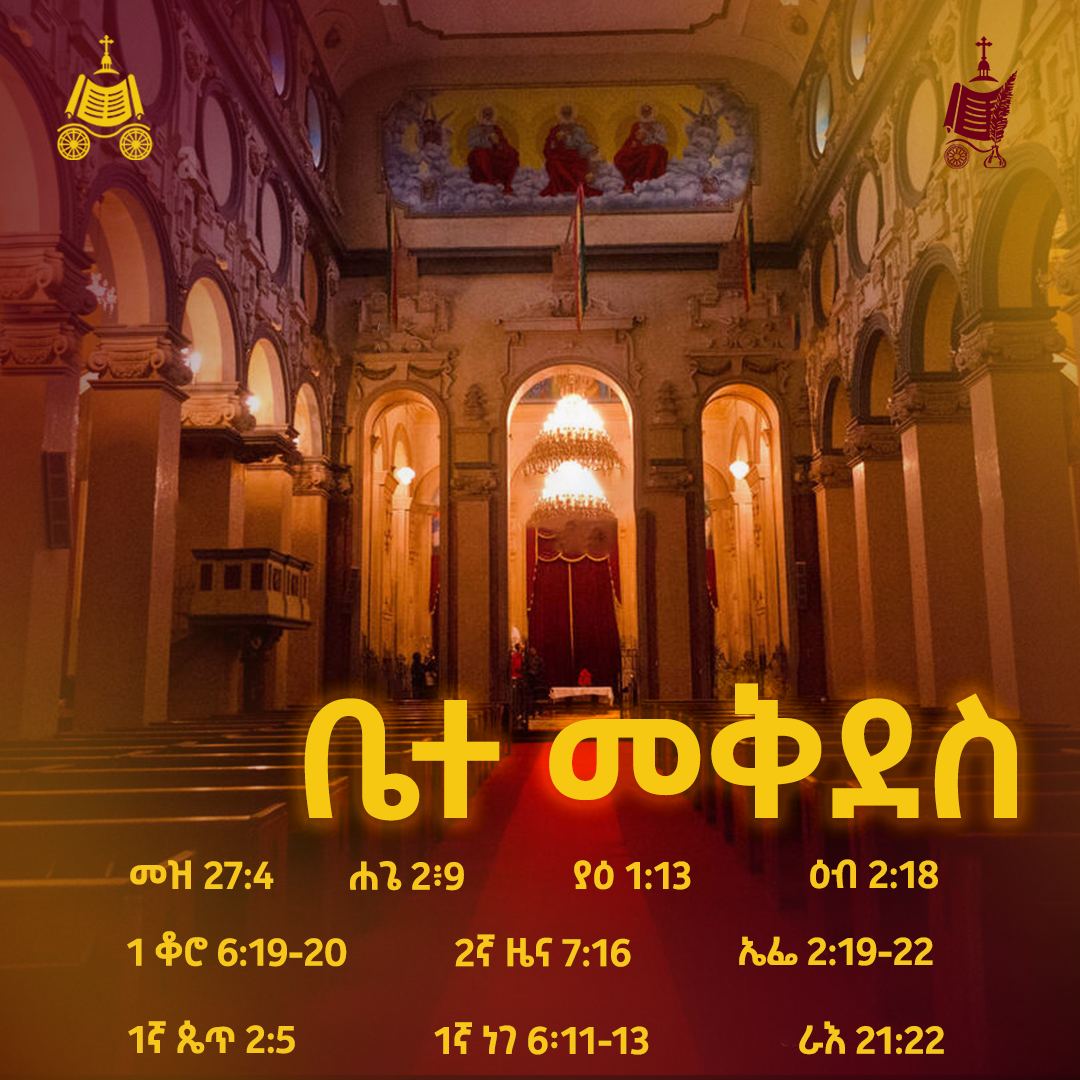 ቤተ መቅደስ
መዝ 27:4 ሐጌ 2፥9 ያዕ 1:13 ዕብ 2:18
1 ቆሮ 6:19-20 2ኛ ዜና 7:16 ኤፌ 2:19-22
1ኛ ጴጥ 2:5 1ኛ ነገ 6፡11-13 ራእ 21:22